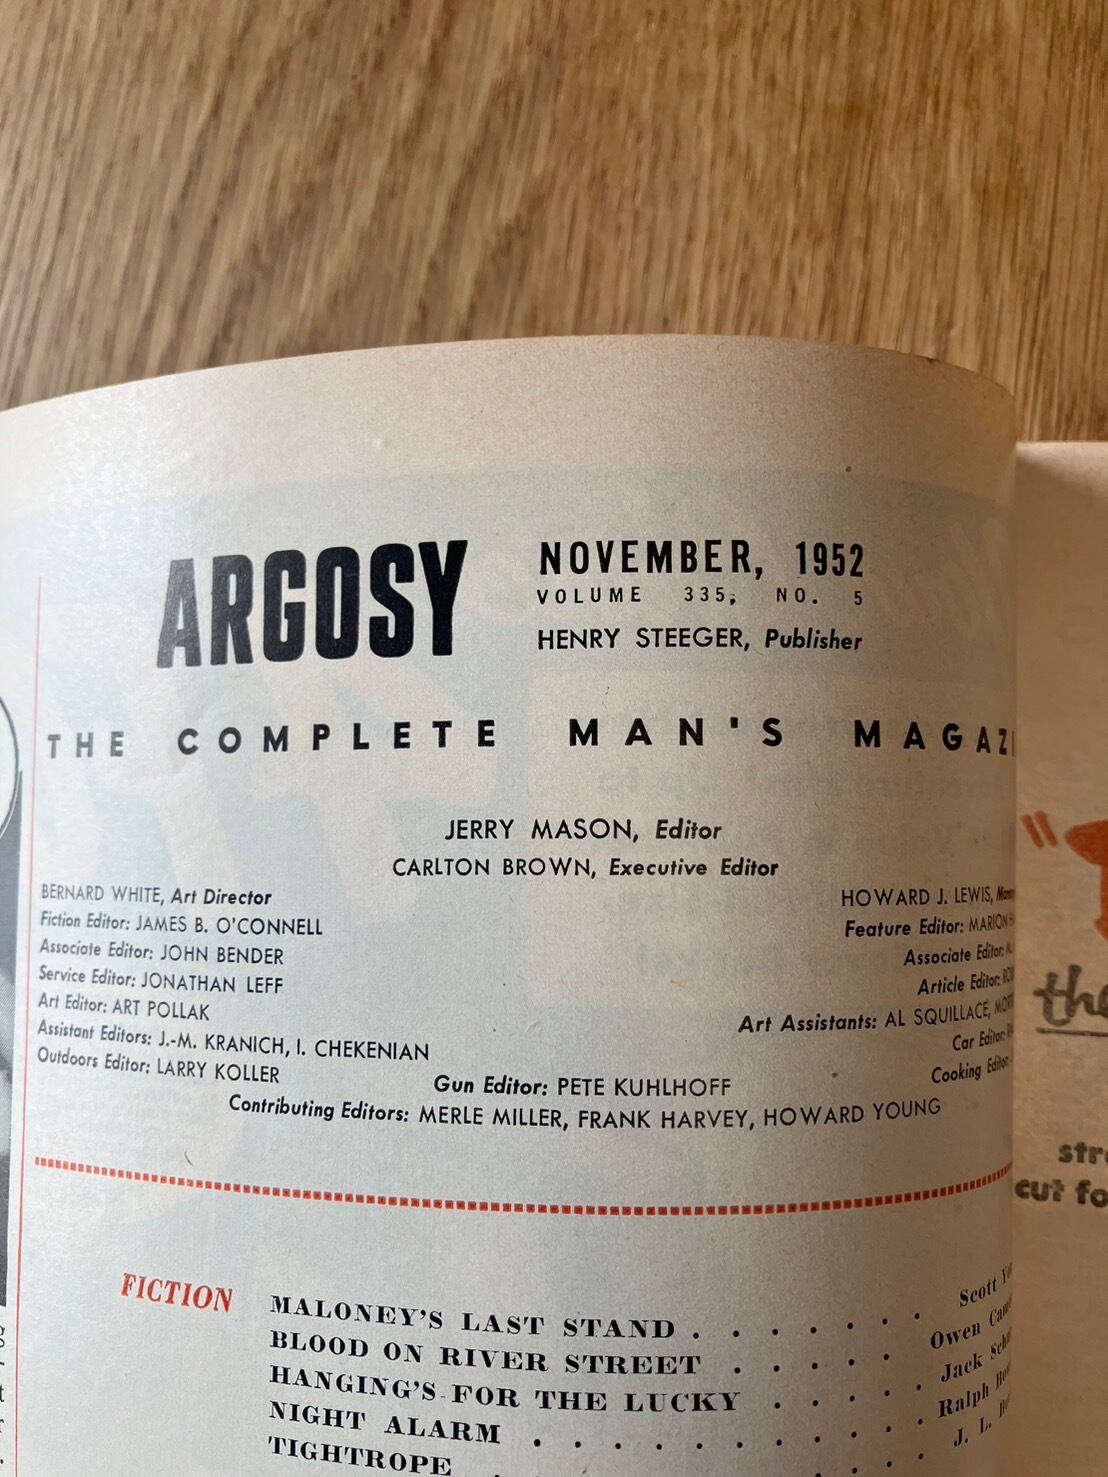 ARGOSY
NOVEMBER, 1952
VOLUME 335, NO. 5
HENRY STEEGER, Publisher
THE COMPLETE MAN'S
JERRY MASON, Editor
CARLTON BROWN, Executive Editor
BERNARD WHITE, Art Director
Fiction Editor: JAMES B. O'CONNELL
Associate Editor: JOHN BENDER
Service Editor: JONATHAN LEFF
Art Editor: ART POLLAK
Assistant Editors: J.-M. KRANICH, I. CHEKENIAN
Outdoors Editor: LARRY KOLLER
HOWARD J. LEWIS,
Feature Editor: MARION
Associate Editor:
Article Editor:
Art Assistants: AL SQUILLACE,
Car Editor:
Cooking Editor:
Gun Editor: PETE KUHLHOFF
Contributing Editors: MERLE MILLER, FRANK HARVEY, HOWARD YOUNG
FICTION
MALONEY'S LAST STAND . . . . . . Scott
BLOOD ON RIVER STREET . . . . Owen
HANGING'S FOR THE LUCKY . . . . Jack
NIGHT ALARM . . . . . . . . . . Ralph
TIGHTROPE . . . . . . . . . . . J. L.
cut